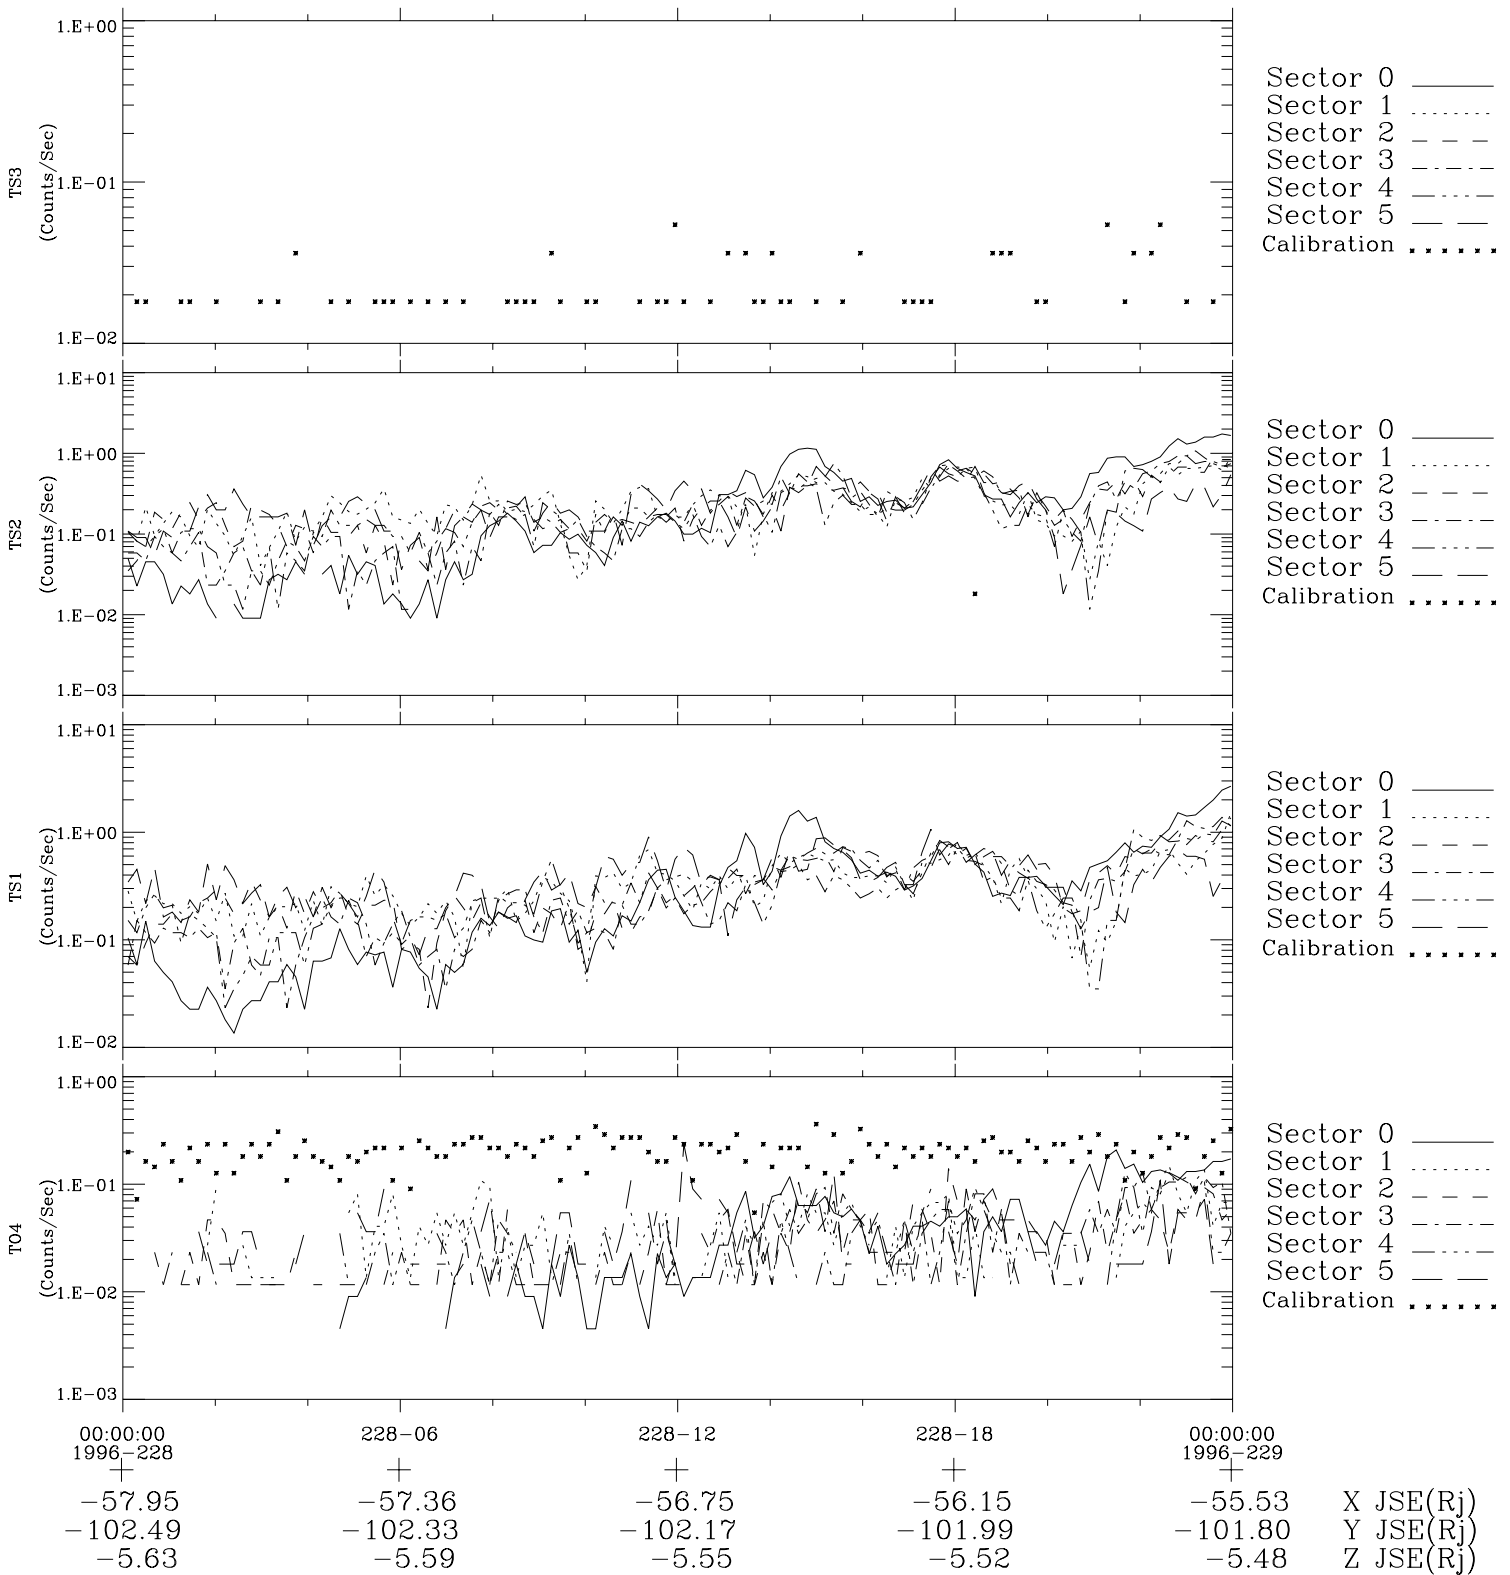 TS3
(Counts/Sec)
1.E+00
1.E-01
1.E-02
Sector 0
Sector 1
Sector 2
Sector 3
Sector 4
Sector 5
Calibration
TS2
(Counts/Sec)
1.E+01
1.E+00
1.E-01
1.E-02
1.E-03
Sector 0
Sector 1
Sector 2
Sector 3
Sector 4
Sector 5
Calibration
TS1
(Counts/Sec)
1.E+01
1.E+00
1.E-01
1.E-02
Sector 0
Sector 1
Sector 2
Sector 3
Sector 4
Sector 5
Calibration
TO4
(Counts/Sec)
1.E+00
1.E-01
1.E-02
1.E-03
Sector 0
Sector 1
Sector 2
Sector 3
Sector 4
Sector 5
Calibration
00:00:00 228-06 228-12 228-18 00:00:00
1996-228 1996-229
-57.95 -57.36 -56.75 -56.15 -55.53 X JSE(Rj)
-102.49 -102.33 -102.17 -101.99 -101.80 Y JSE(Rj)
-5.63 -5.59 -5.55 -5.52 -5.48 Z JSE(Rj)